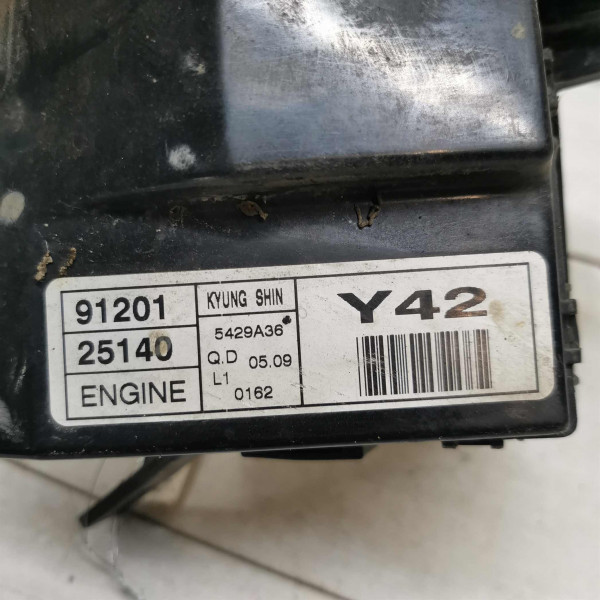 91201
25140
ENGINE
KYUNG SHIN
5429A36
Q.D 05.09
L1
0162
Y42